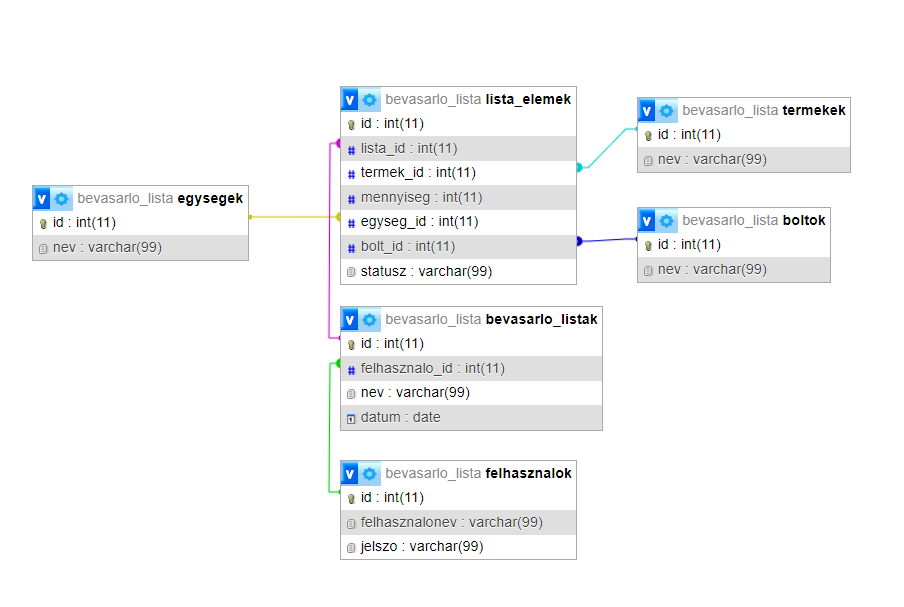 v bevasarlo_lista lista_elemek
id : int(11)
# lista_id : int(11)
# termek_id : int(11)
# mennyiseg : int(11)
# egyseg_id : int(11)
# bolt_id : int(11)
statusz : varchar(99)
v bevasarlo_lista termekek
id : int(11)
nev : varchar(99)
v bevasarlo_lista egysegek
id : int(11)
nev : varchar(99)
v bevasarlo_lista boltok
id : int(11)
nev : varchar(99)
v bevasarlo_lista bevasarlo_listak
id : int(11)
# felhasznalo_id : int(11)
nev : varchar(99)
datum : date
v bevasarlo_lista felhasznalok
id : int(11)
felhasznalonev : varchar(99)
jelszo : varchar(99)